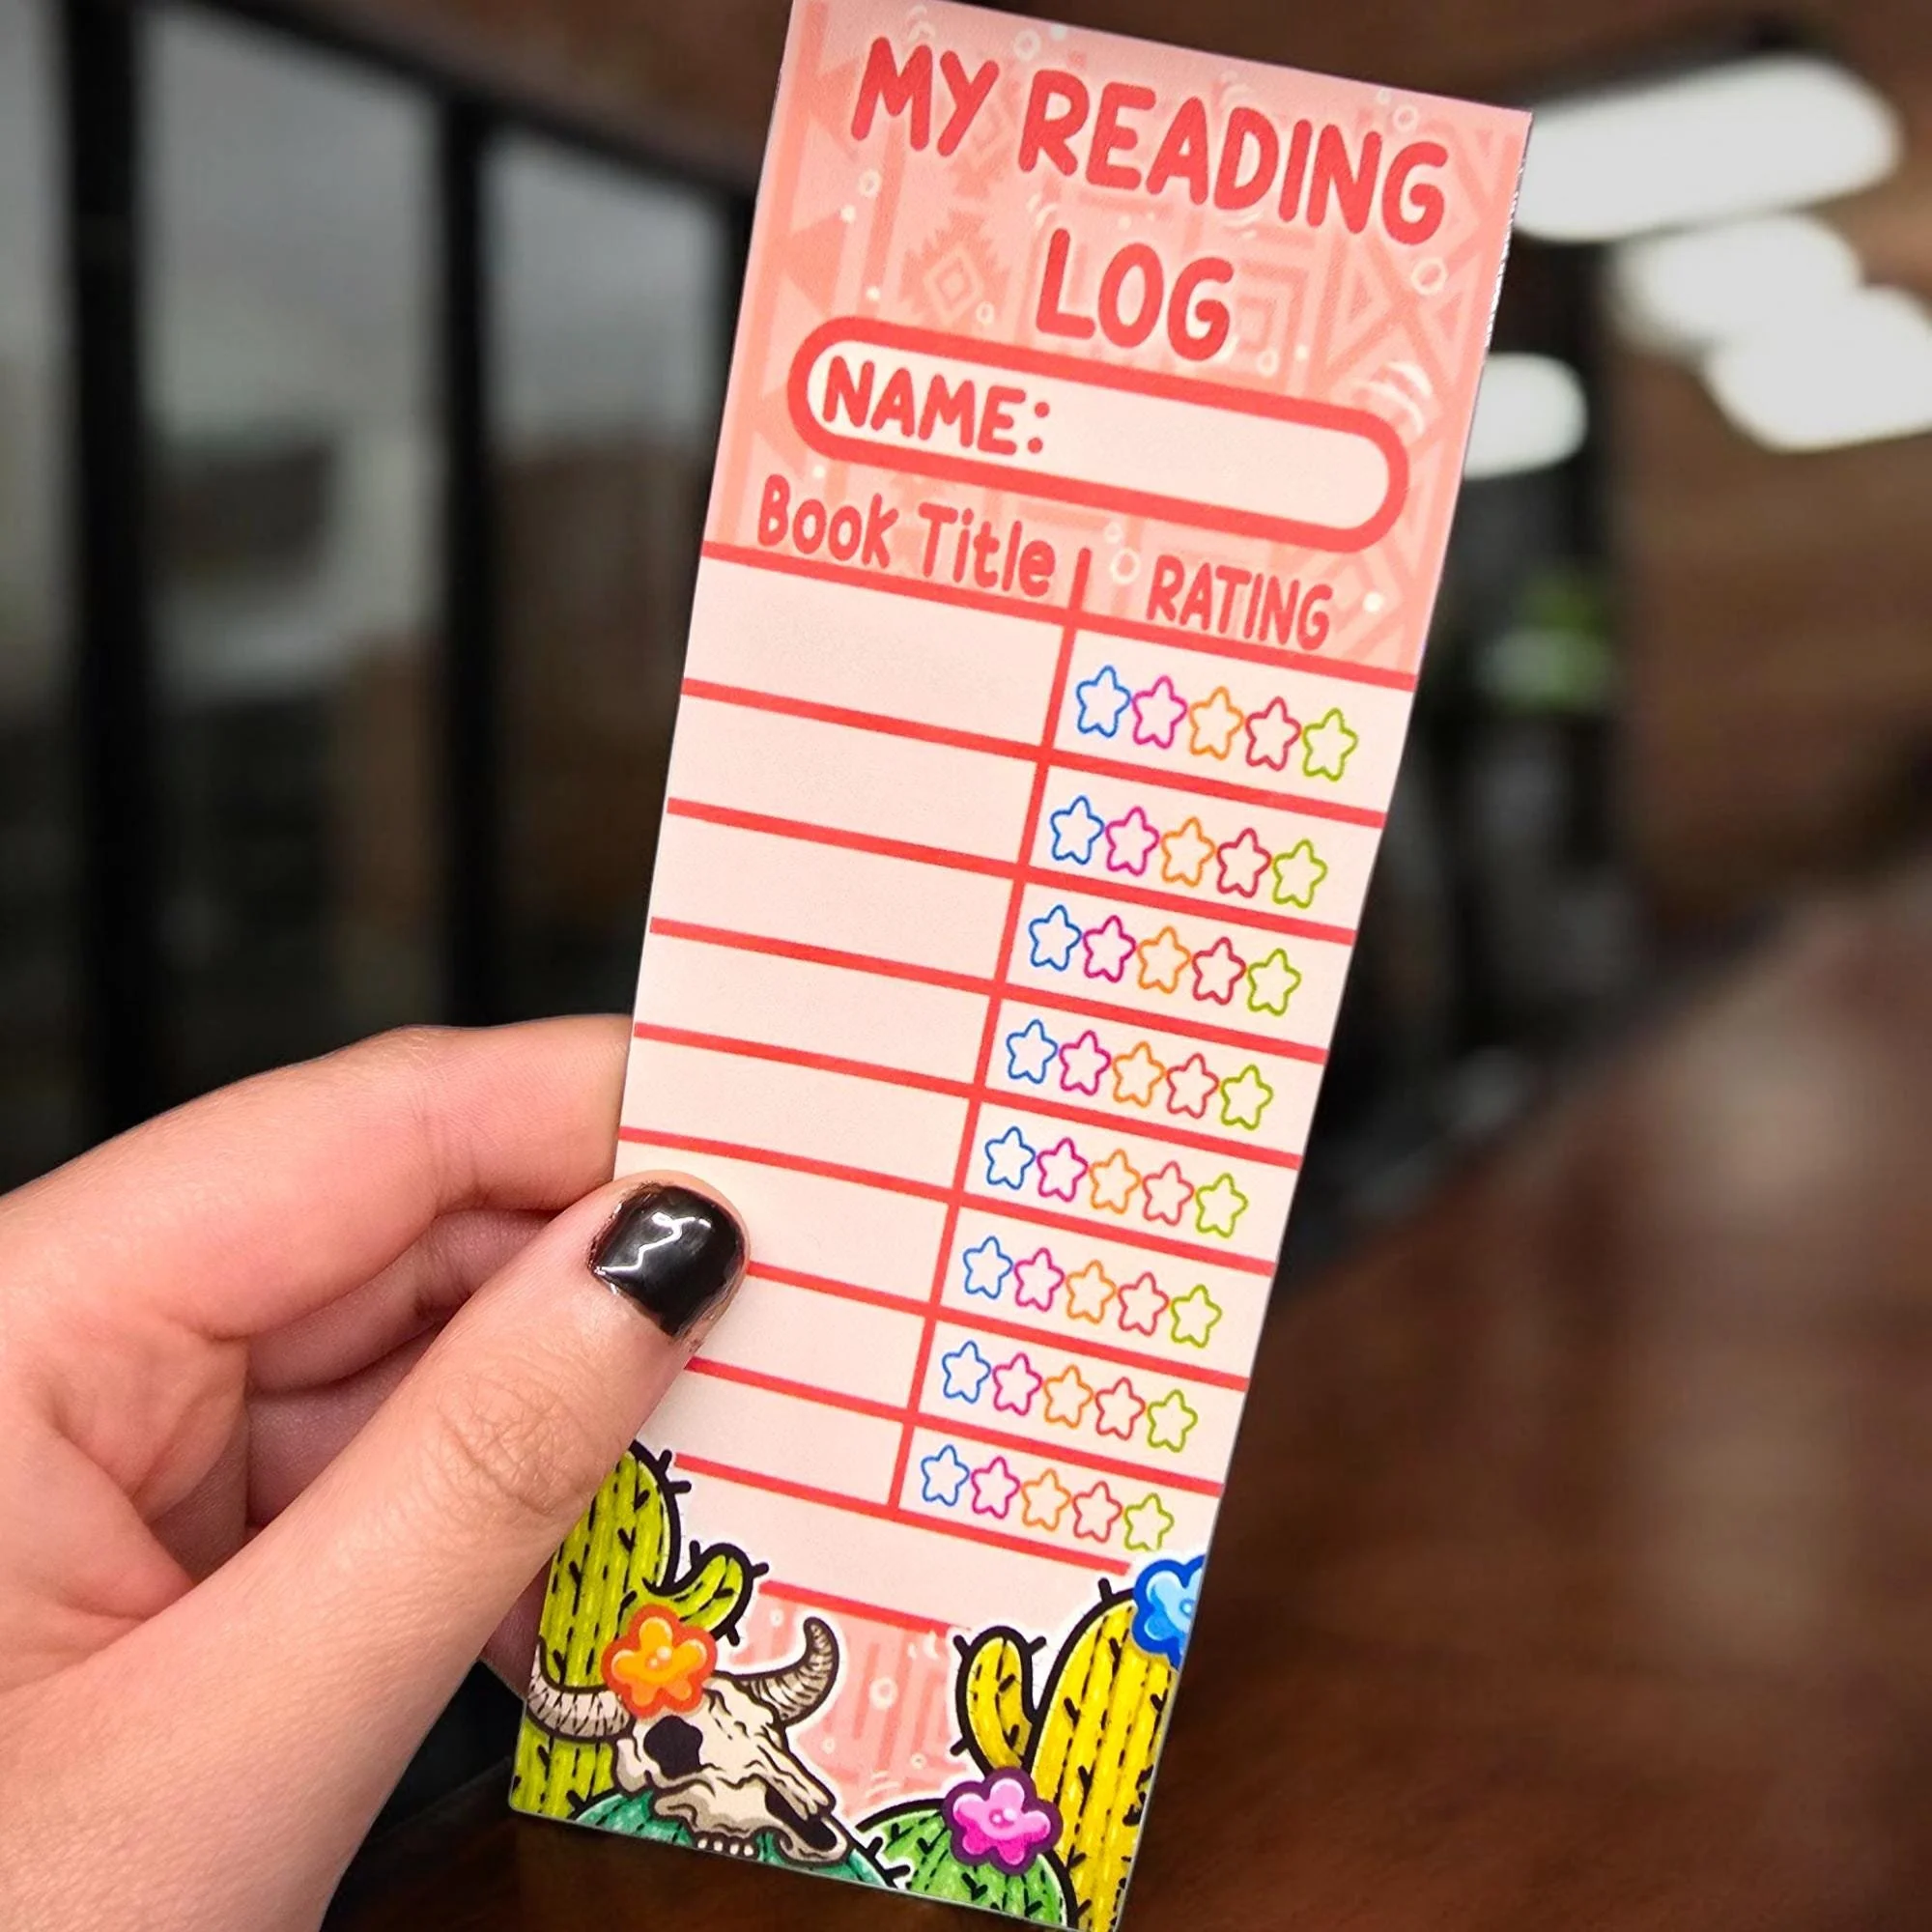 MY READING
LOG
NAME:
Book Title | RATING